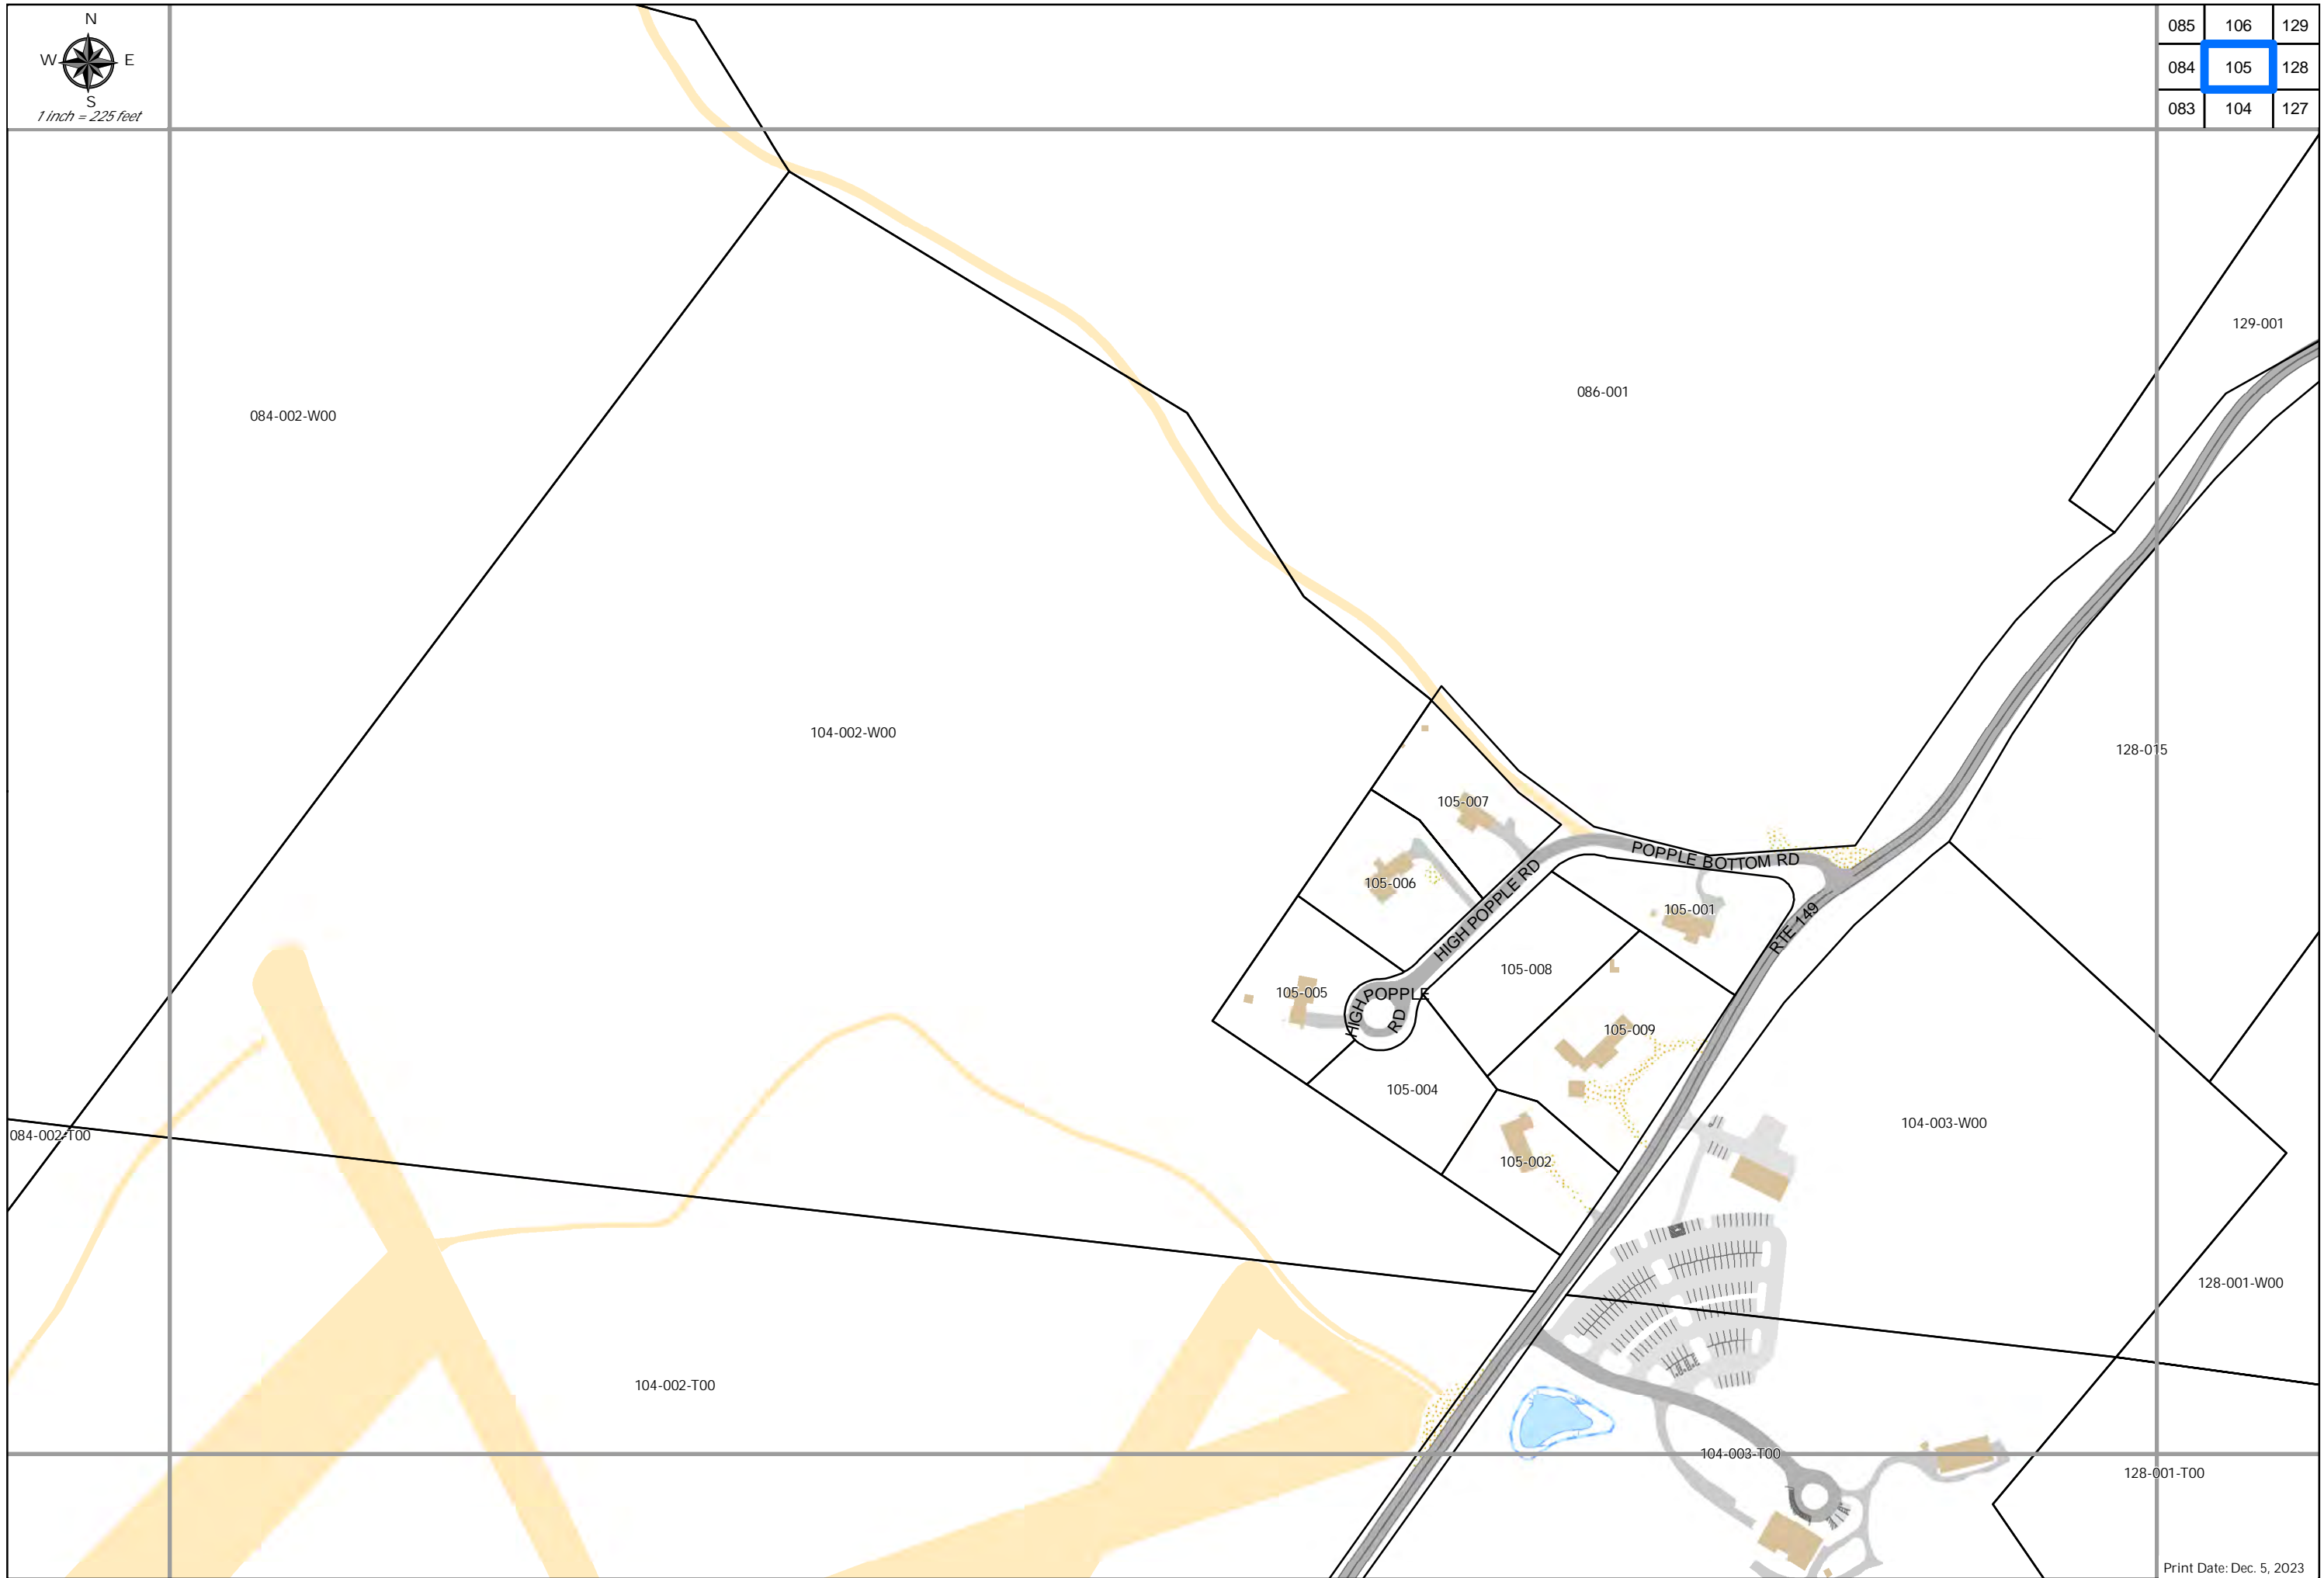 N
W E
S
1 inch = 225 feet
085 106 129
084 105 128
083 104 127
129-001
086-001
084-002-W00
104-002-W00
128-015
105-007
POPPLE BOTTOM RD
105-006
HIGH POPPLE RD
105-001
RTE 149
105-008
105-005
HIGH POPPLE RD
105-009
105-004
104-003-W00
084-002-T00
105-002
128-001-W00
104-002-T00
104-003-T00
128-001-T00
Print Date: Dec. 5, 2023